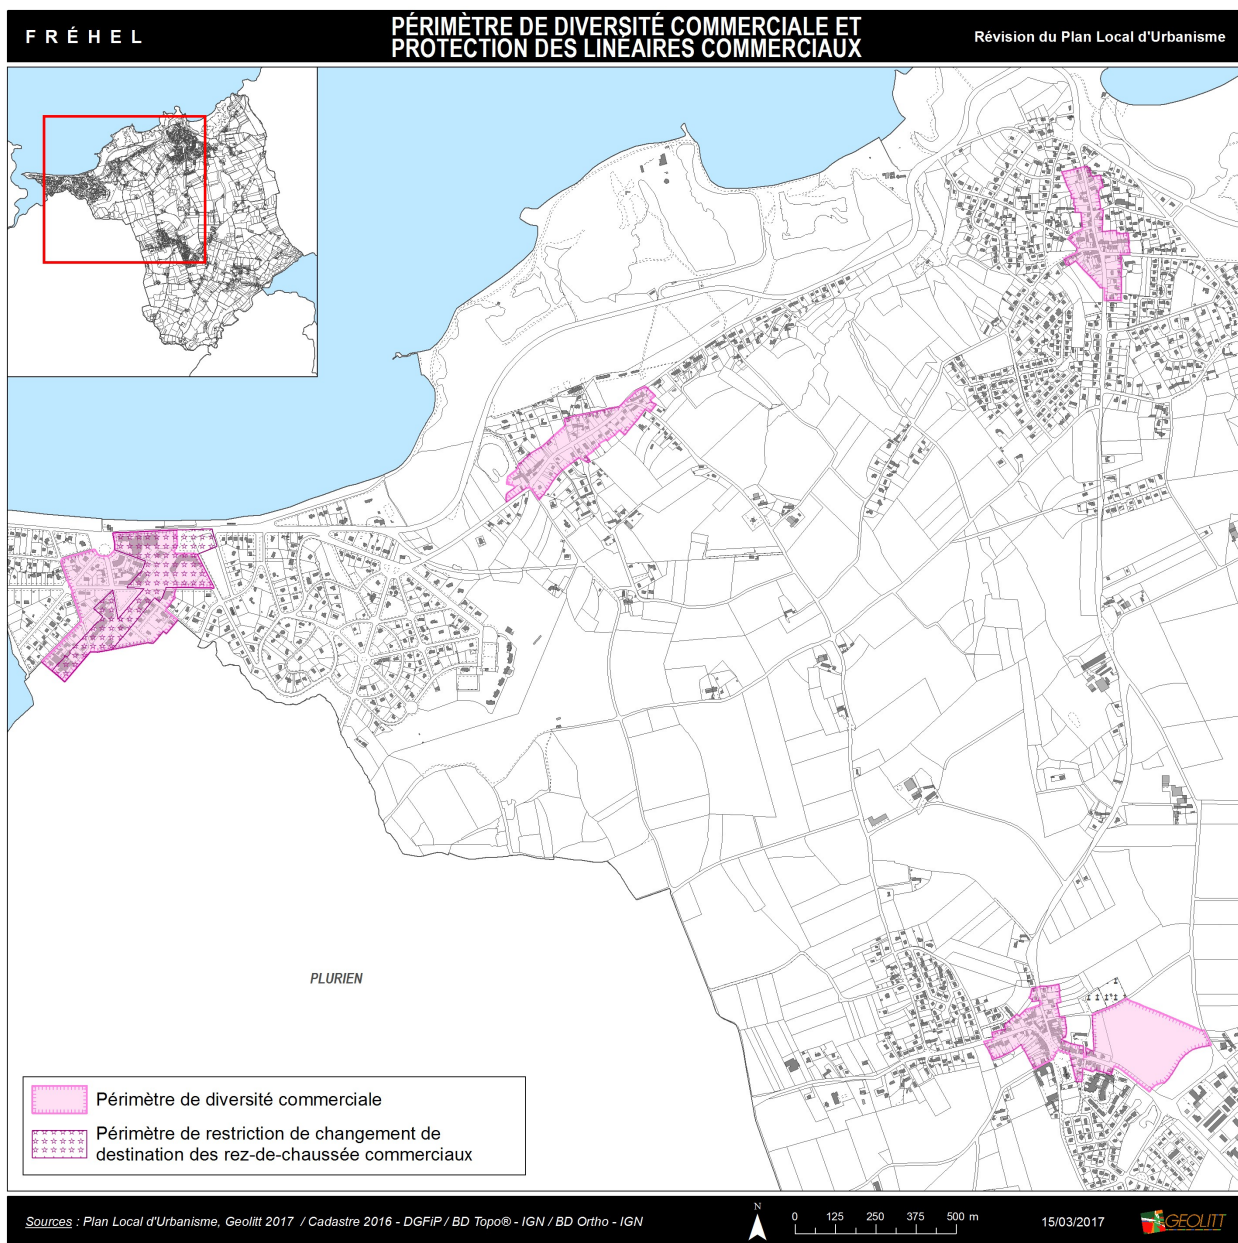 FRÉHEL
PÉRIMÈTRE DE DIVERSITÉ COMMERCIALE ET
PROTECTION DES LINÉAIRES COMMERCIAUX
Révision du Plan Local d'Urbanisme
PLURIEN
Périmètre de diversité commerciale
Périmètre de restriction de changement de
destination des rez-de-chaussée commerciaux
Sources : Plan Local d'Urbanisme, Geolitt 2017 / Cadastre 2016 - DGFiP / BD Topo® - IGN / BD Ortho - IGN
N
0 125 250 375 500 m
15/03/2017
GEOLITT